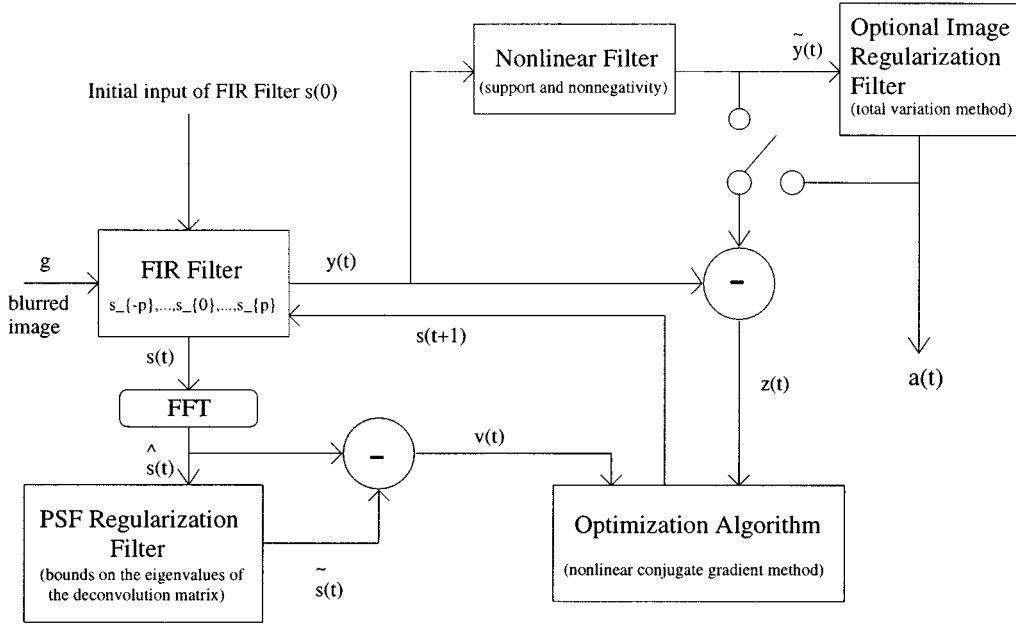 Initial input of FIR Filter s(0)
Nonlinear Filter
(support and nonnegativity)
~
y(t)
Optional Image
Regularization
Filter
(total variation method)
g
blurred
image
FIR Filter
s_{-p},...,s_{0},...,s_{p}
y(t)
-
s(t+1)
s(t)
z(t)
a(t)
FFT
^
s(t)
-
v(t)
PSF Regularization
Filter
(bounds on the eigenvalues of
the deconvolution matrix)
~
s(t)
Optimization Algorithm
(nonlinear conjugate gradient method)